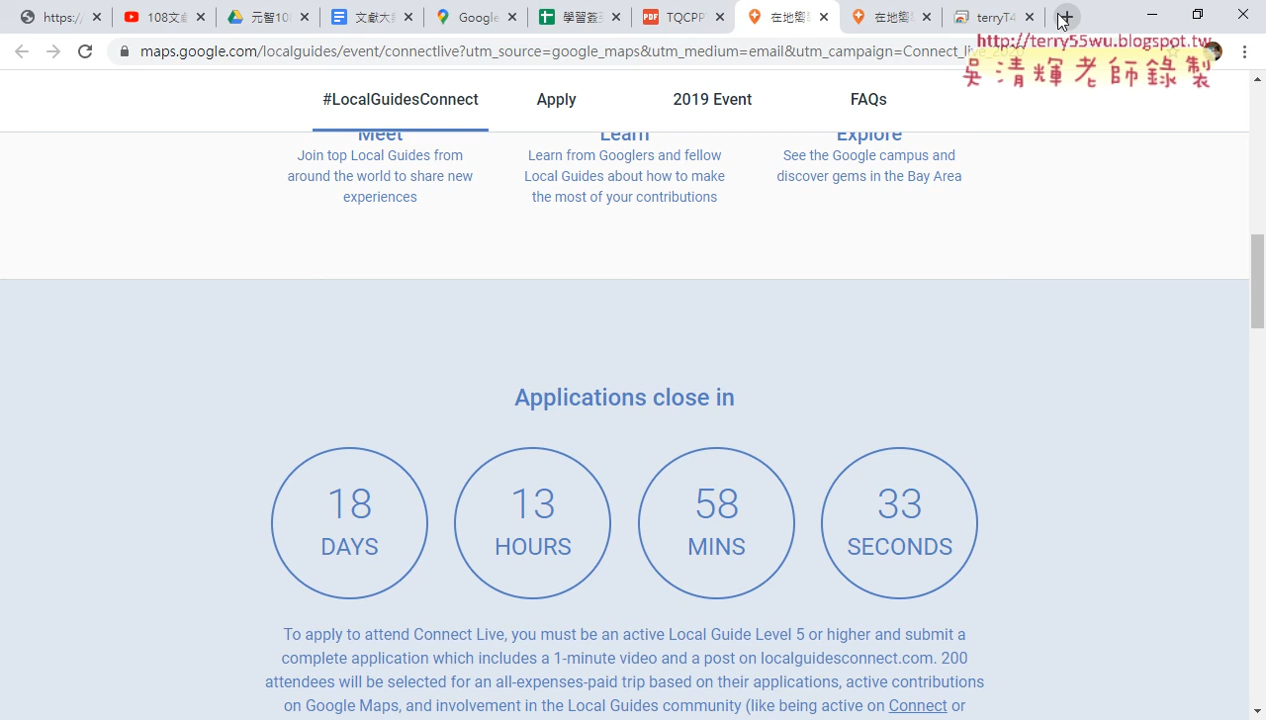 https:/
108文獻
元智10
文獻大
Google
學習簽
TQCPP
在地嚮
在地嚮
terryT4
maps.google.com/localguides/event/connectlive?utm_source=google_maps&utm_medium=email&utm_campaign=Connect_live_2020
http://terry55wu.blogspot.tw
吳清輝老師錄製
#LocalGuidesConnect
Apply
2019 Event
FAQs
Meet
Learn
Explore
Join top Local Guides from
around the world to share new
experiences
Learn from Googlers and fellow
Local Guides about how to make
the most of your contributions
See the Google campus and
discover gems in the Bay Area
Applications close in
18
DAYS
13
HOURS
58
MINS
33
SECONDS
To apply to attend Connect Live, you must be an active Local Guide Level 5 or higher and submit a
complete application which includes a 1-minute video and a post on localguidesconnect.com. 200
attendees will be selected for an all-expenses-paid trip based on their applications, active contributions
on Google Maps, and involvement in the Local Guides community (like being active on Connect or